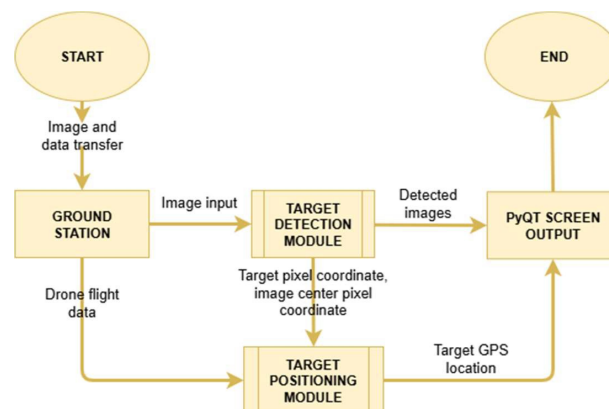 START
END
Image and
data transfer
GROUND
STATION
Image input
TARGET
DETECTION
MODULE
Detected
images
PyQT SCREEN
OUTPUT
Drone flight
data
Target pixel coordinate,
image center pixel
coordinate
TARGET
POSITIONING
MODULE
Target GPS
location